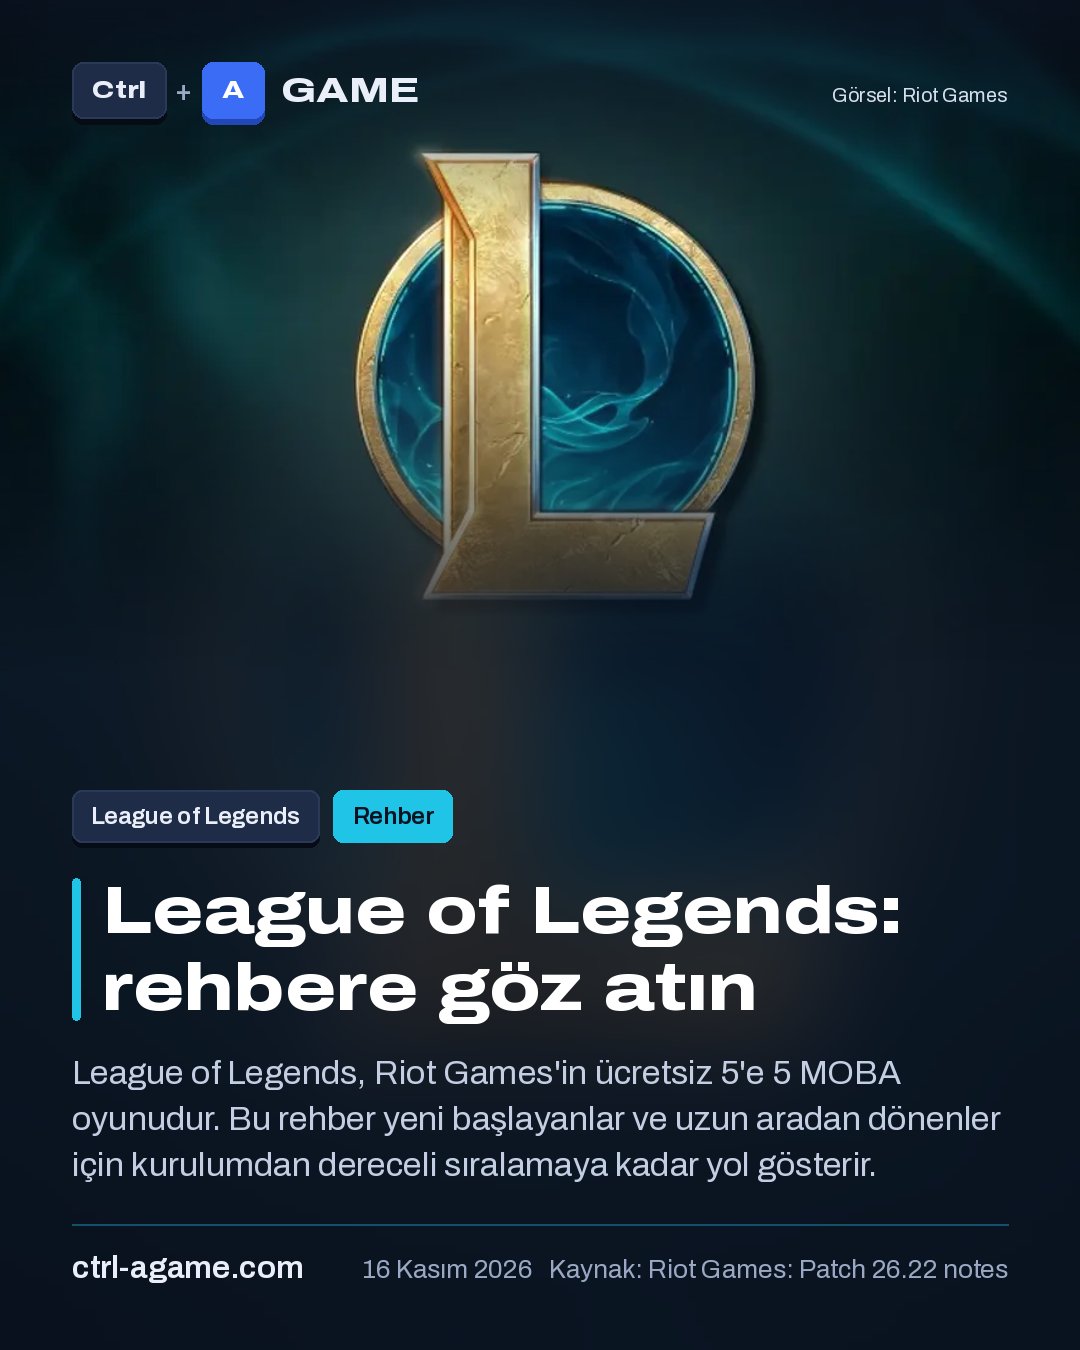 Ctrl + A GAME
Görsel: Riot Games
League of Legends
Rehber
League of Legends:
rehbere göz atın
League of Legends, Riot Games'in ücretsiz 5'e 5 MOBA
oyunudur. Bu rehber yeni başlayanlar ve uzun aradan dönenler
için kurulumdan dereceli sıralamaya kadar yol gösterir.
ctrl-agame.com
16 Kasım 2026 Kaynak: Riot Games: Patch 26.22 notes